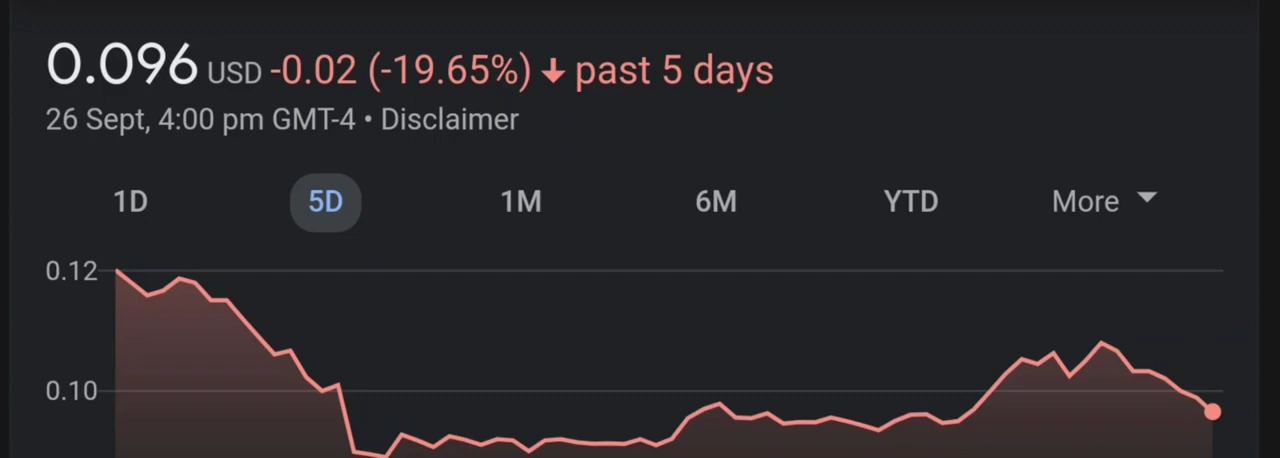 0.096 USD -0.02 (-19.65%) ↓ past 5 days
26 Sept, 4:00 pm GMT-4 • Disclaimer
1D 5D 1M 6M YTD More
0.12
0.10